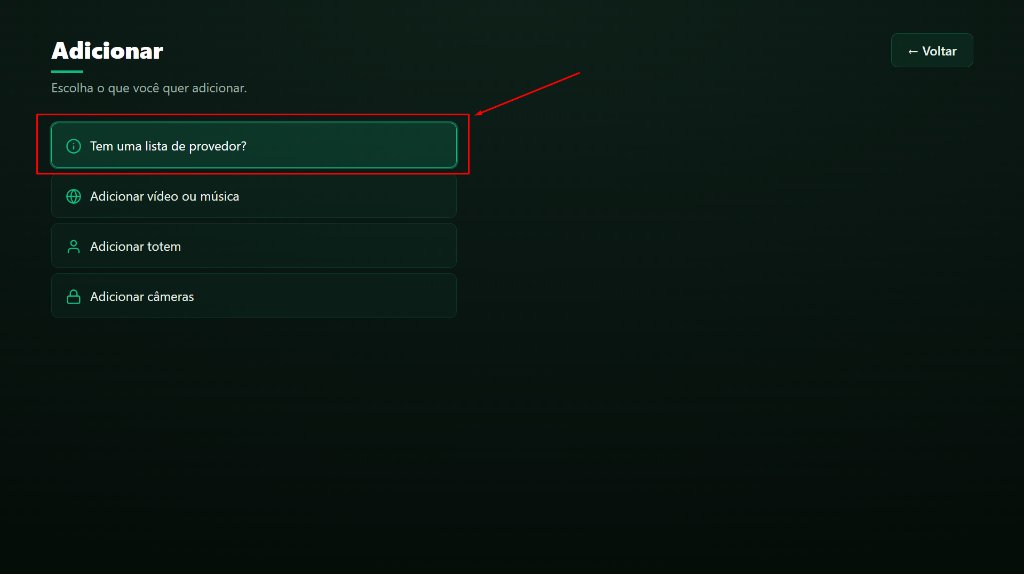 Adicionar
← Voltar
Escolha o que você quer adicionar.
Tem uma lista de provedor?
Adicionar vídeo ou música
Adicionar totem
Adicionar câmeras